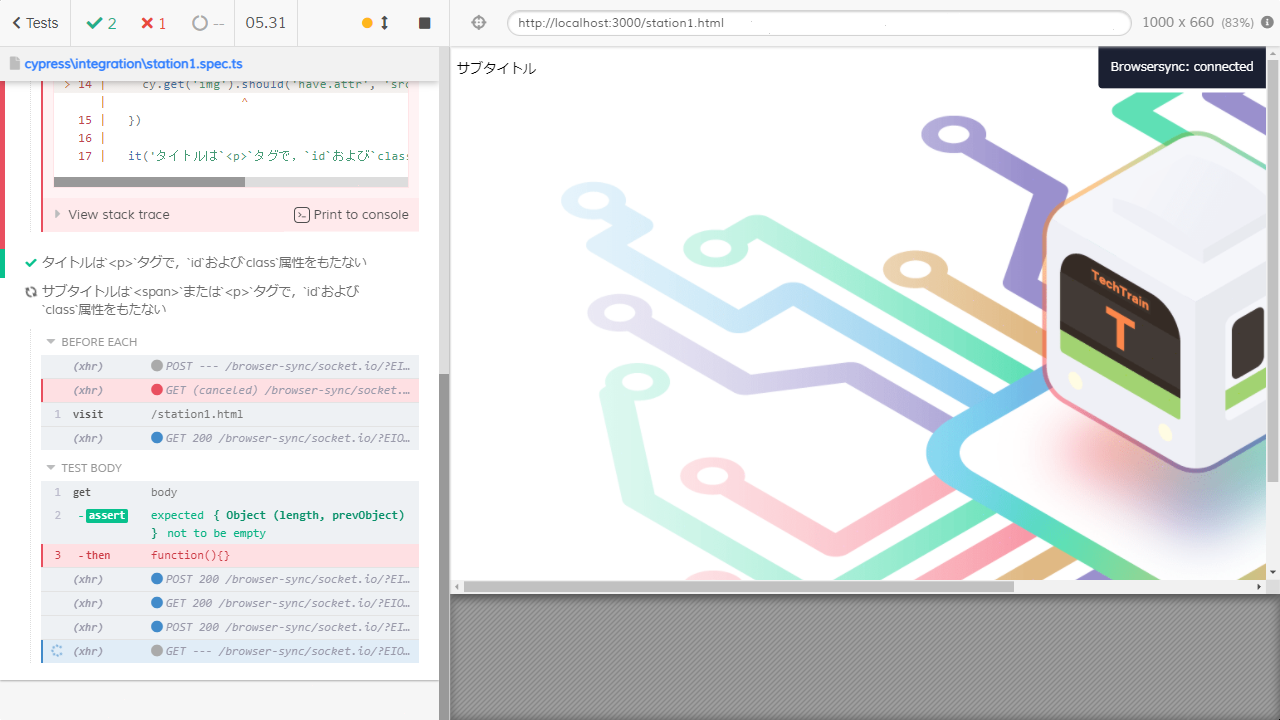 Tests
2
1
--
05.31
http://localhost:3000/station1.html
1000 x 660 (83%)
cypress\integration\station1.spec.ts
> 14 | cy.get('img').should('have.attr', 'src
| ^
15 | })
16 |
17 | it('タイトルは`<p>`タグで，`id`および`class
View stack trace
Print to console
タイトルは`<p>`タグで，`id`および`class`属性をもたない
サブタイトルは`<span>`または`<p>`タグで，`id`および
`class`属性をもたない
BEFORE EACH
(xhr) POST --- /browser-sync/socket.io/?EI…
(xhr) GET (canceled) /browser-sync/socket.…
1 visit /station1.html
(xhr) GET 200 /browser-sync/socket.io/?EIO…
TEST BODY
1 get body
2 -assert expected { Object (length, prevObject)
} not to be empty
3 -then function(){}
(xhr) POST 200 /browser-sync/socket.io/?EI…
(xhr) GET 200 /browser-sync/socket.io/?EIO…
(xhr) POST 200 /browser-sync/socket.io/?EI…
(xhr) GET --- /browser-sync/socket.io/?EIO…
サブタイトル
Browsersync: connected
TechTrain
T